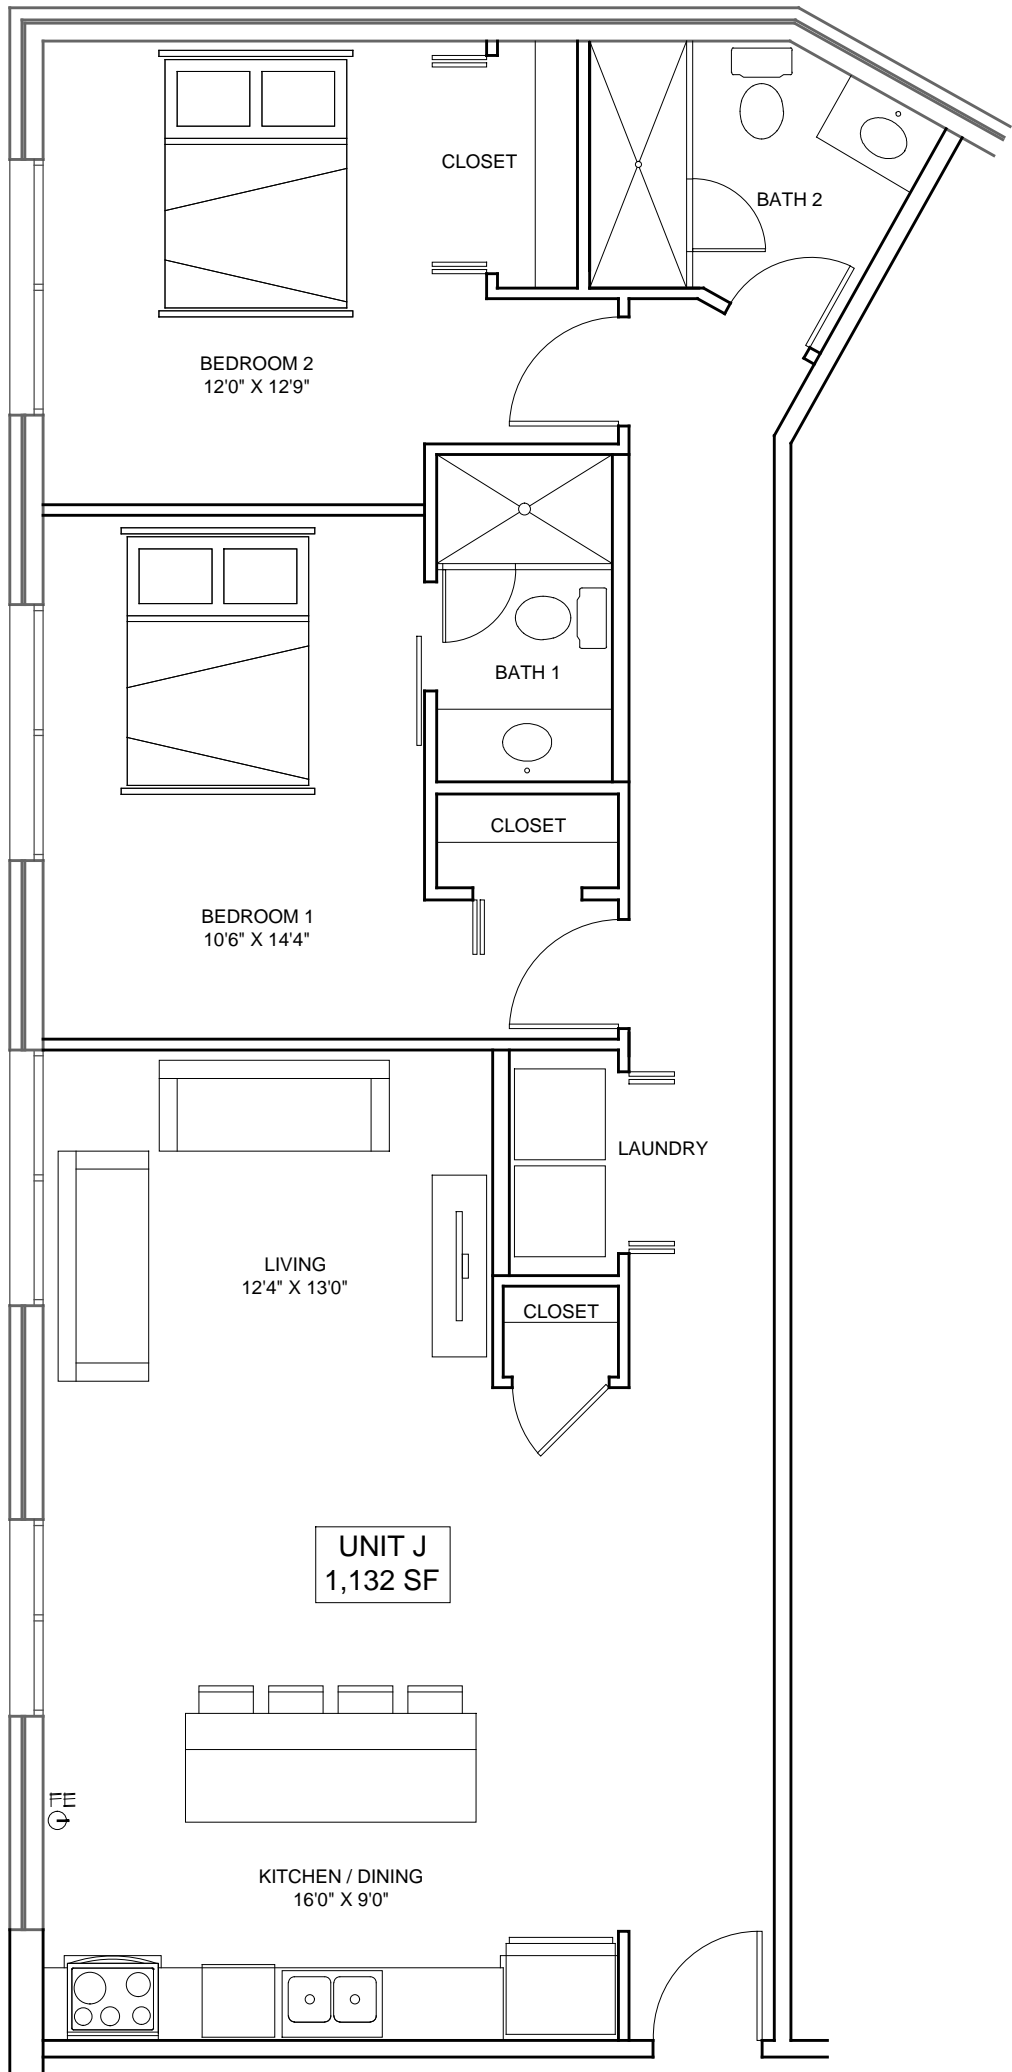 CLOSET
BATH 2
BEDROOM 2
12'0" X 12'9"
BATH 1
CLOSET
BEDROOM 1
10'6" X 14'4"
LAUNDRY
LIVING
12'4" X 13'0"
CLOSET
UNIT J
1,132 SF
FE
KITCHEN / DINING
16'0" X 9'0"